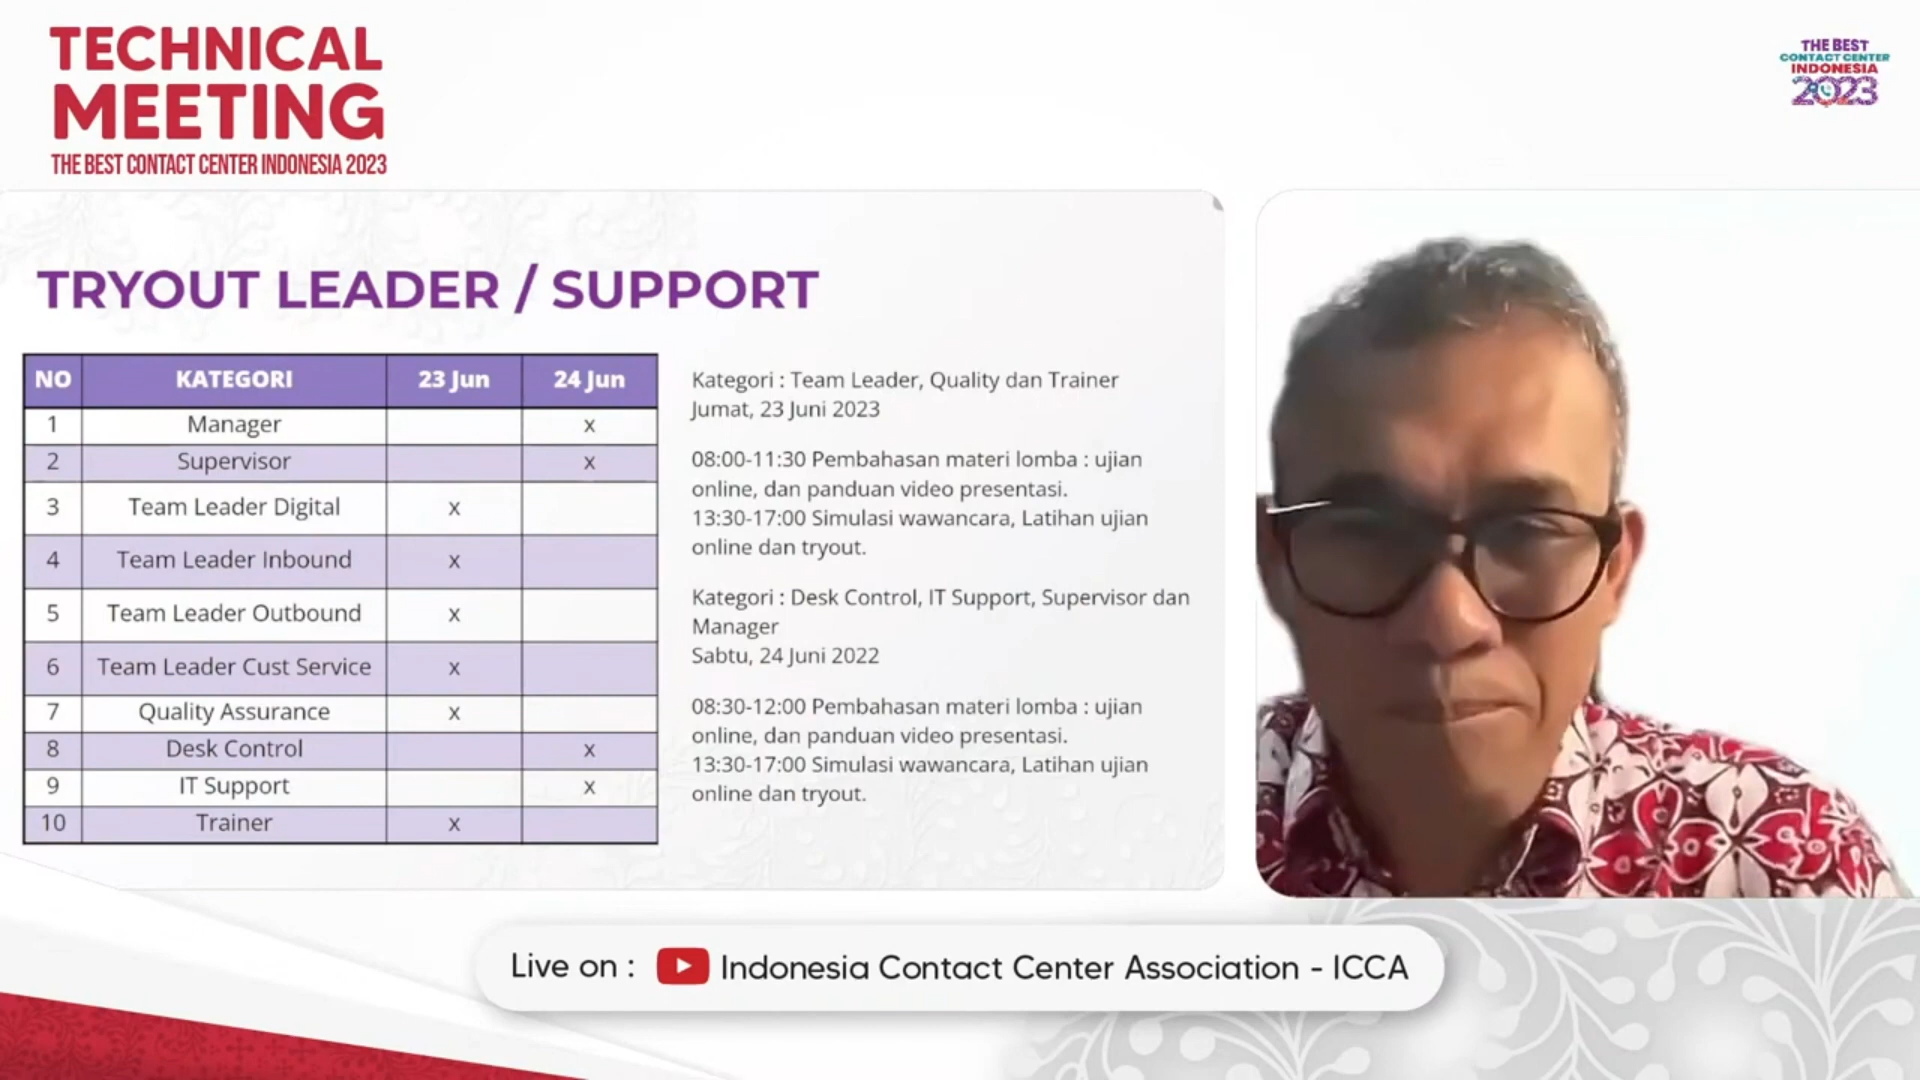 TECHNICAL
MEETING
THE BEST CONTACT CENTER INDONESIA 2023
THE BEST
CONTACT CENTER
INDONESIA
2023
TRYOUT LEADER / SUPPORT
NO KATEGORI 23 Jun 24 Jun
1 Manager x
2 Supervisor x
3 Team Leader Digital x
4 Team Leader Inbound x
5 Team Leader Outbound x
6 Team Leader Cust Service x
7 Quality Assurance x
8 Desk Control x
9 IT Support x
10 Trainer x
Kategori : Team Leader, Quality dan Trainer
Jumat, 23 Juni 2023
08:00-11:30 Pembahasan materi lomba : ujian
online, dan panduan video presentasi.
13:30-17:00 Simulasi wawancara, Latihan ujian
online dan tryout.
Kategori : Desk Control, IT Support, Supervisor dan
Manager
Sabtu, 24 Juni 2022
08:30-12:00 Pembahasan materi lomba : ujian
online, dan panduan video presentasi.
13:30-17:00 Simulasi wawancara, Latihan ujian
online dan tryout.
Live on : Indonesia Contact Center Association - ICCA